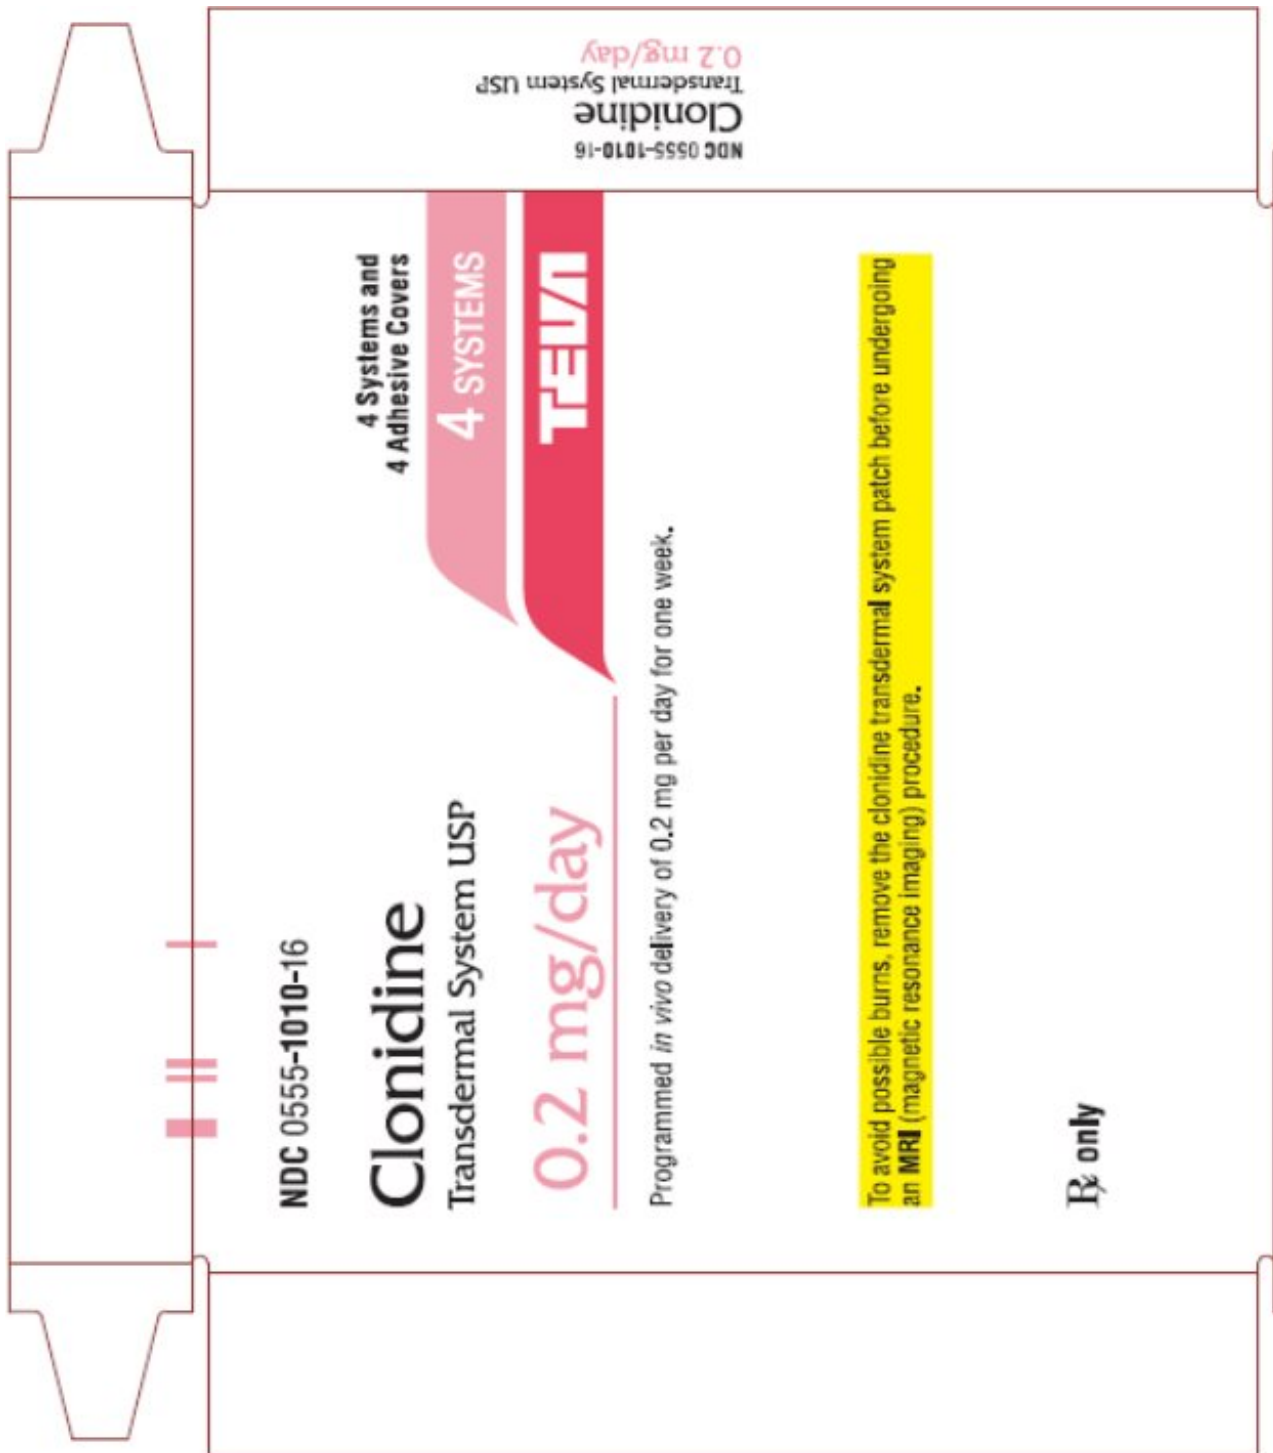 NDC 0555-1010-16
Clonidine
Transdermal System USP
0.2 mg/day
NDC 0555-1010-16
4 Systems and
4 Adhesive Covers
Clonidine
Transdermal System USP
4 SYSTEMS
0.2 mg/day
TEVA
Programmed in vivo delivery of 0.2 mg per day for one week.
To avoid possible burns, remove the clonidine transdermal system patch before undergoing
an MRI (magnetic resonance imaging) procedure.
℞ only